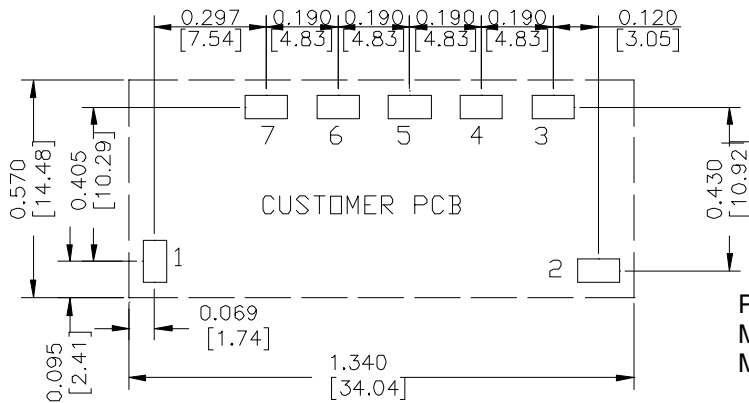 0.297 0.190 0.190 0.190 0.190 0.120
[7.54] [4.83] [4.83] [4.83] [4.83] [3.05]
7 6 5 4 3
0.570
[14.48]
0.405
[10.29]
CUSTOMER PCB
0.430
[10.92]
1
2
0.095
[2.41]
0.069
[1.74]
1.340
[34.04]
P
M
M